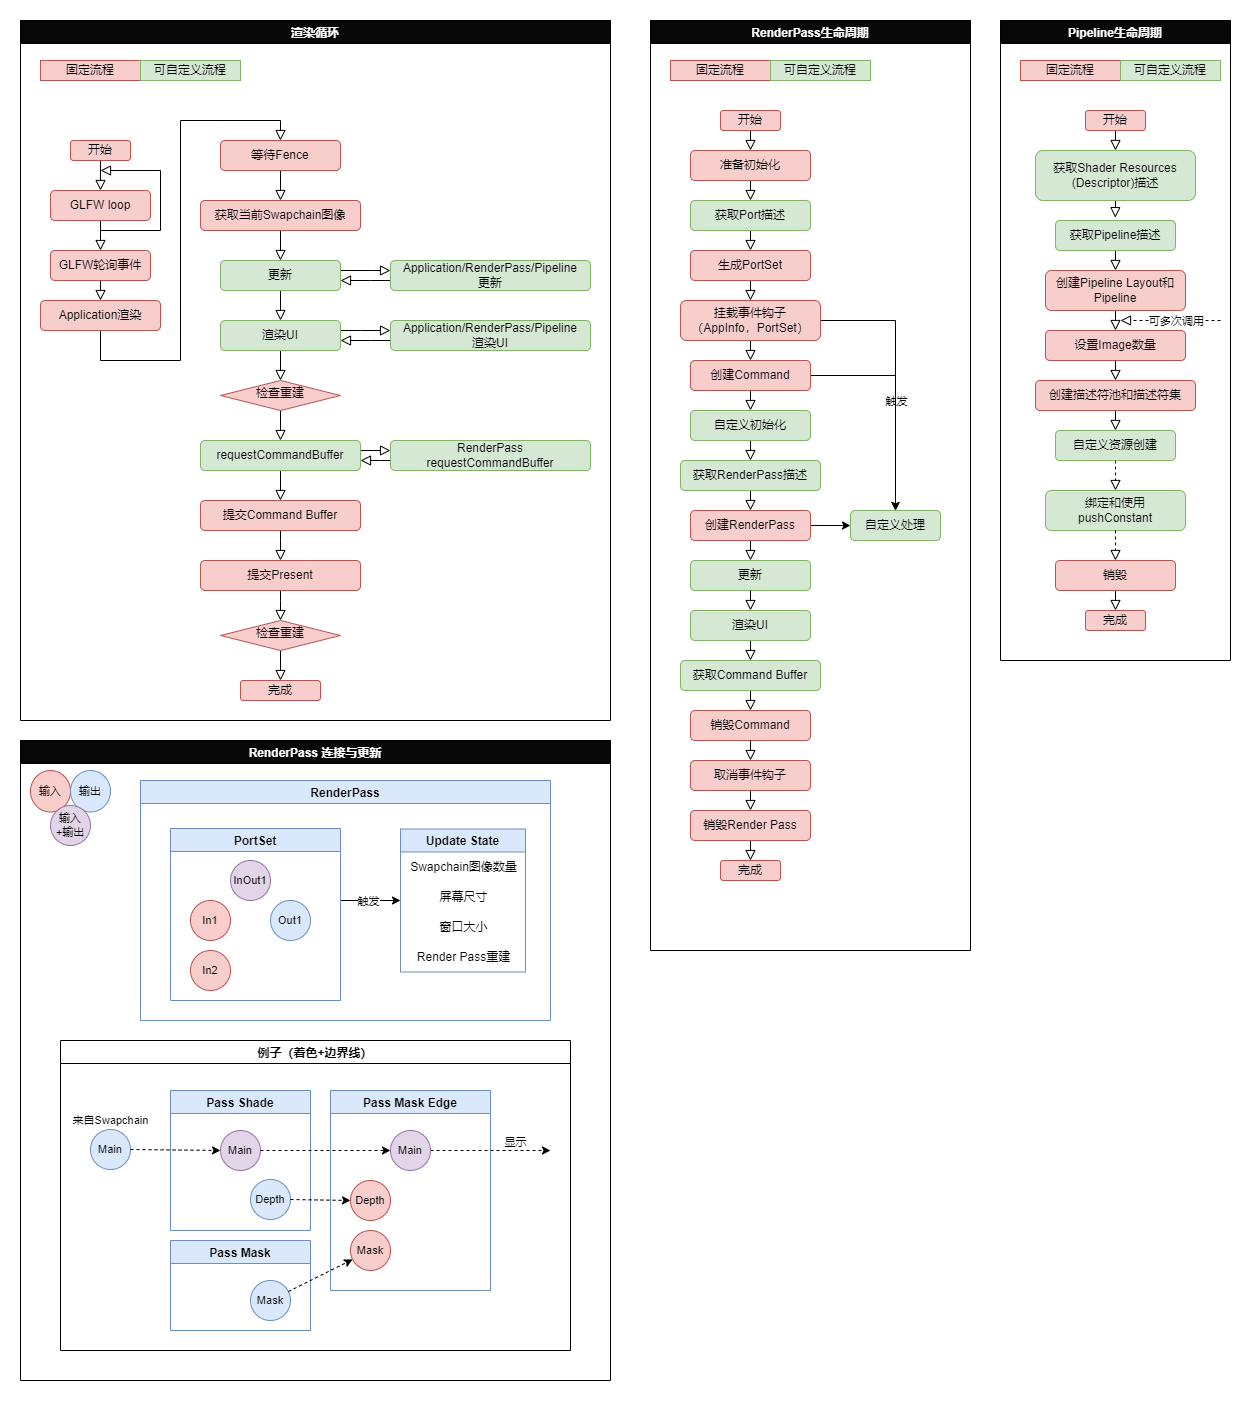 渲染循环
固定流程
可自定义流程
开始
GLFW loop
GLFW轮询事件
Application渲染
等待Fence
获取当前Swapchain图像
更新
Application/RenderPass/Pipeline
更新
渲染UI
Application/RenderPass/Pipeline
渲染UI
检查重建
requestCommandBuffer
RenderPass
requestCommandBuffer
提交Command Buffer
提交Present
检查重建
完成
RenderPass生命周期
固定流程
可自定义流程
开始
准备初始化
获取Port描述
生成PortSet
挂载事件钩子
（AppInfo，PortSet）
创建Command
触发
自定义初始化
获取RenderPass描述
创建RenderPass
自定义处理
更新
渲染UI
获取Command Buffer
销毁Command
取消事件钩子
销毁Render Pass
完成
Pipeline生命周期
固定流程
可自定义流程
开始
获取Shader Resources
(Descriptor)描述
获取Pipeline描述
创建Pipeline Layout和
Pipeline
可多次调用
设置Image数量
创建描述符池和描述符集
自定义资源创建
绑定和使用
pushConstant
销毁
完成
RenderPass 连接与更新
输入
输出
输入
+输出
RenderPass
PortSet
InOut1
In1
Out1
In2
触发
Update State
Swapchain图像数量
屏幕尺寸
窗口大小
Render Pass重建
例子（着色+边界线）
来自Swapchain
Main
Pass Shade
Main
Depth
Pass Mask
Mask
Pass Mask Edge
Main
Depth
Mask
显示